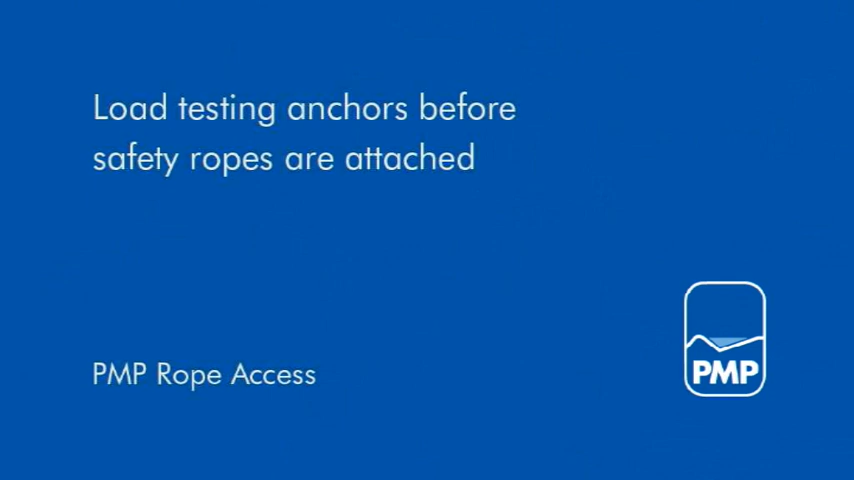 Load testing anchors before
safety ropes are attached
PMP Rope Access
PMP